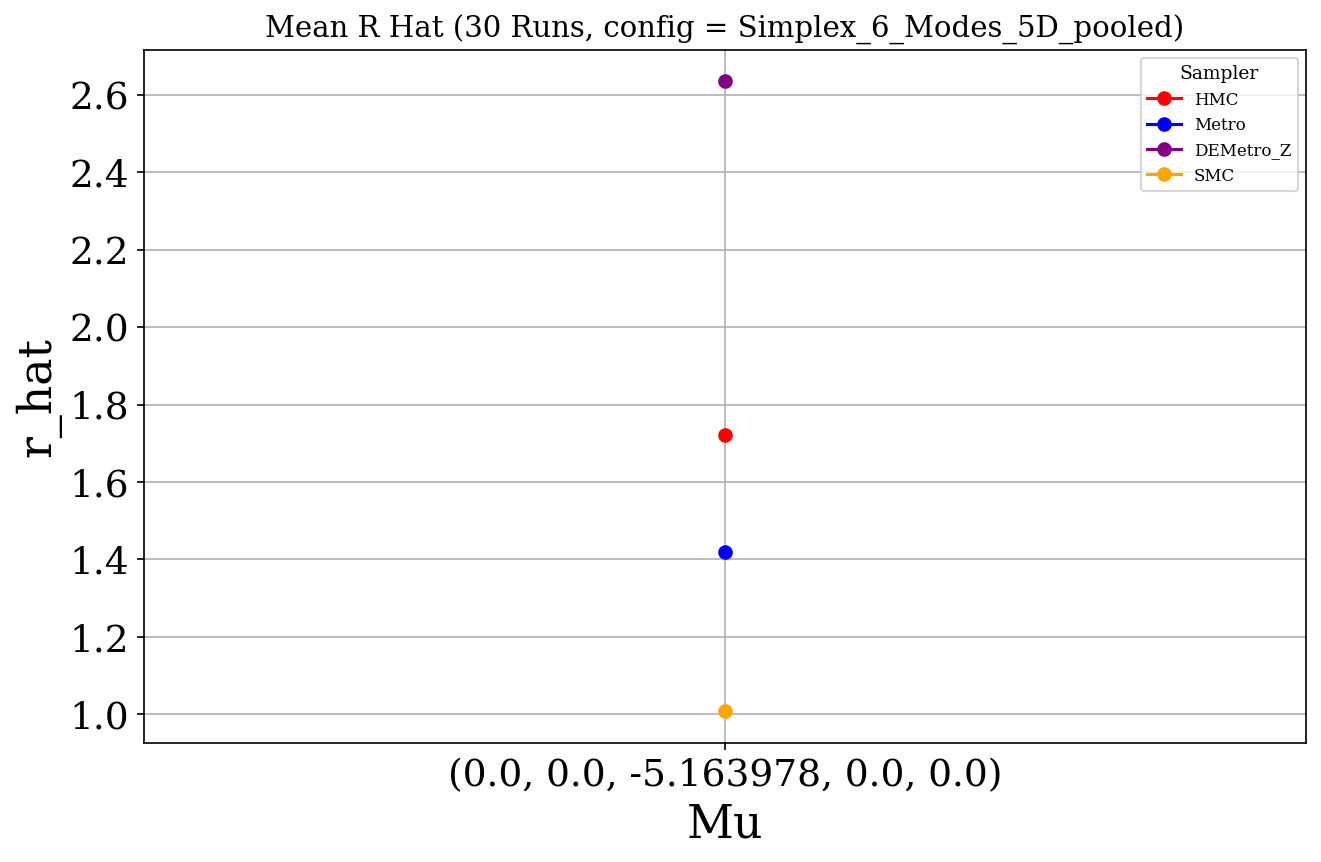 Mean R Hat (30 Runs, config = Simplex_6_Modes_5D_pooled)
Sampler
HMC
Metro
DEMetro_Z
SMC
r_hat
2.6
2.4
2.2
2.0
1.8
1.6
1.4
1.2
1.0
(0.0, 0.0, -5.163978, 0.0, 0.0)
Mu